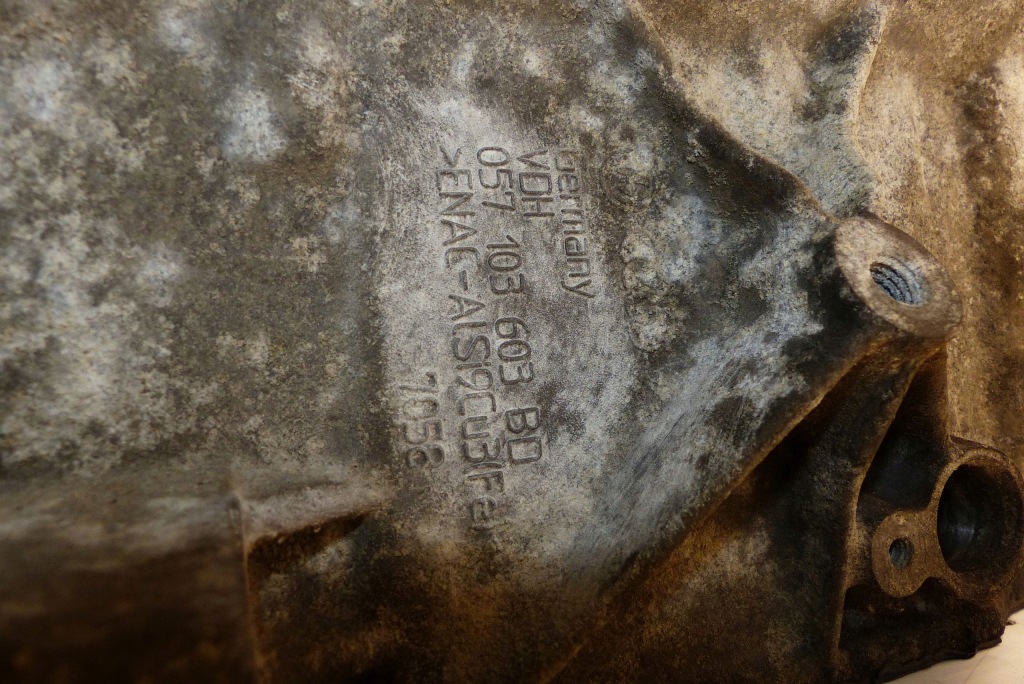 Germany
VDH
057 103 603 BD
>ENAC-AlSi9Cu3(Fe)
7058